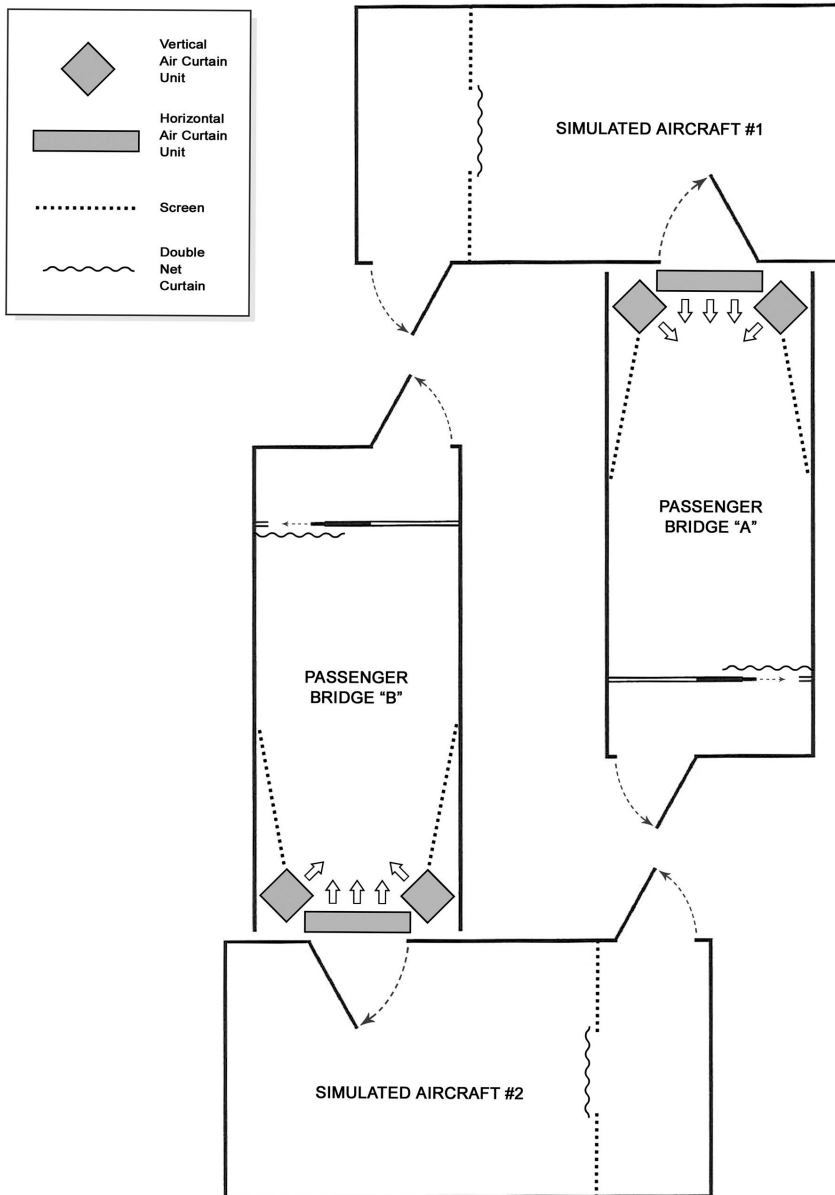 Vertical
Air Curtain
Unit
Horizontal
Air Curtain
Unit
Screen
Double
Net
Curtain
SIMULATED AIRCRAFT #1
PASSENGER
BRIDGE “A”
PASSENGER
BRIDGE “B”
SIMULATED AIRCRAFT #2